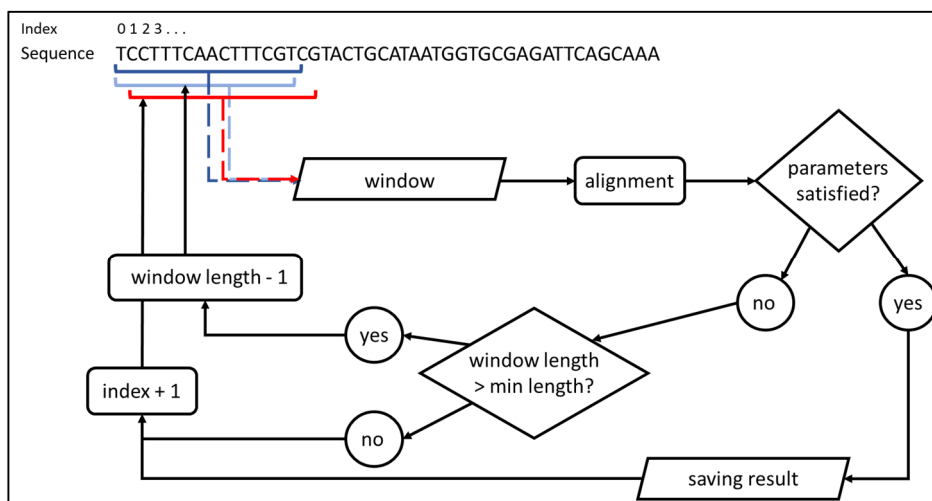 Index 0 1 2 3 . . .
Sequence TCCTTTCAACTTTCGTCGTACTGCATAATGGTGCGAGATTCAGCAAA
window
alignment
parameters
satisfied?
window length - 1
no
yes
yes
window length
> min length?
index + 1
no
saving result